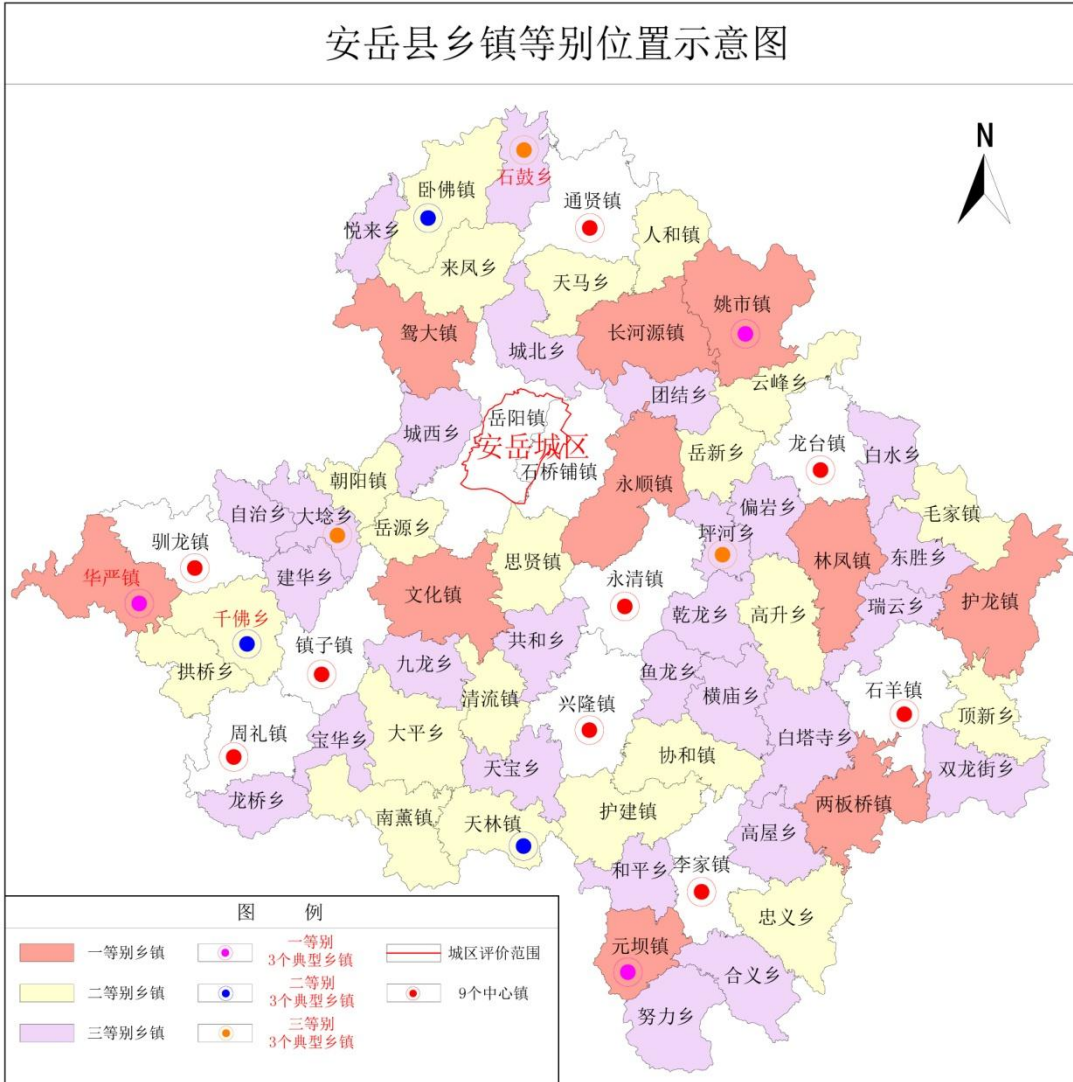 安岳县乡镇等别位置示意图
N
石鼓乡
卧佛镇
通贤镇
悦来乡
人和镇
来凤乡
天马乡
姚市镇
鸳大镇
长河源镇
城北乡
云峰乡
团结乡
岳阳镇
城西乡
安岳城区
龙台镇
岳新乡
白水乡
石桥铺镇
朝阳镇
永顺镇
毛家镇
自治乡
大埝乡
岳源乡
偏岩乡
坪河乡
驯龙镇
思贤镇
东胜乡
华严镇
建华乡
林凤镇
永清镇
文化镇
护龙镇
瑞云乡
乾龙乡
高升乡
千佛乡
镇子镇
共和乡
九龙乡
拱桥乡
鱼龙乡
石羊镇
清流镇
横庙乡
兴隆镇
顶新乡
周礼镇
大平乡
宝华乡
白塔寺乡
协和镇
天宝乡
双龙街乡
龙桥乡
两板桥镇
护建镇
南薰镇
天林镇
高屋乡
李家镇
和平乡
忠义乡
元坝镇
合义乡
努力乡
图 例
一等别乡镇
一等别
3个典型乡镇
城区评价范围
二等别乡镇
二等别
3个典型乡镇
9个中心镇
三等别乡镇
三等别
3个典型乡镇